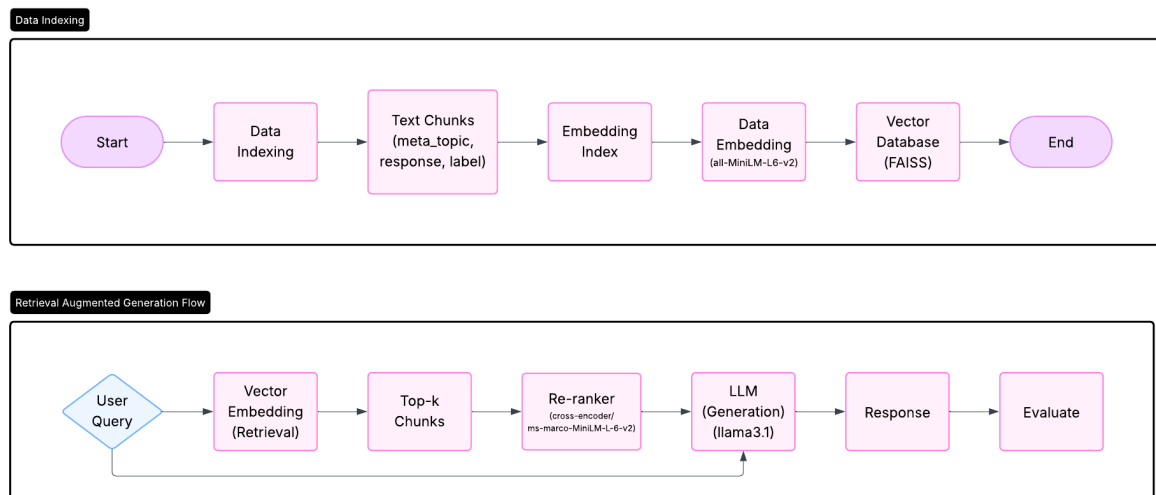 Data Indexing
Start
Data
Indexing
Text Chunks
(meta_topic,
response, label)
Embedding
Index
Data
Embedding
(all-MiniLM-L6-v2)
Vector
Database
(FAISS)
End
Retrieval Augmented Generation Flow
User
Query
Vector
Embedding
(Retrieval)
Top-k
Chunks
Re-ranker
(cross-encoder/
ms-marco-MiniLM-L-6-v2)
LLM
(Generation)
(llama3.1)
Response
Evaluate